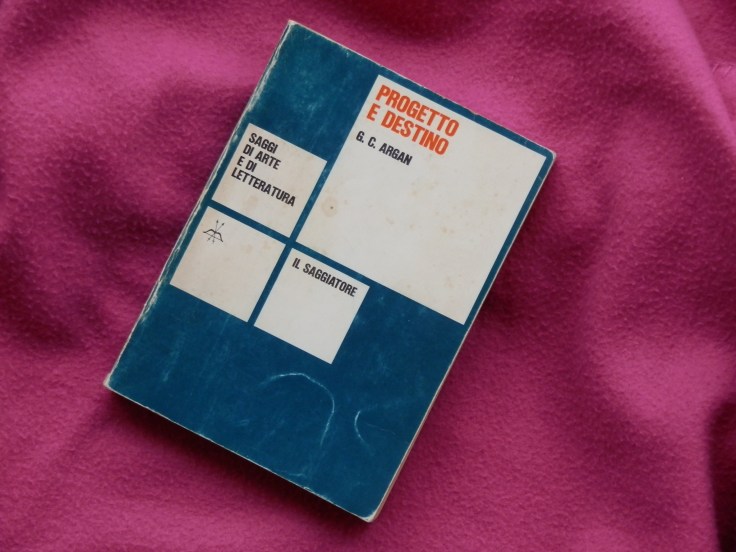 PROGETTO
E DESTINO
G. C. ARGAN
SAGGI
DI ARTE
E DI
LETTERATURA
IL SAGGIATORE